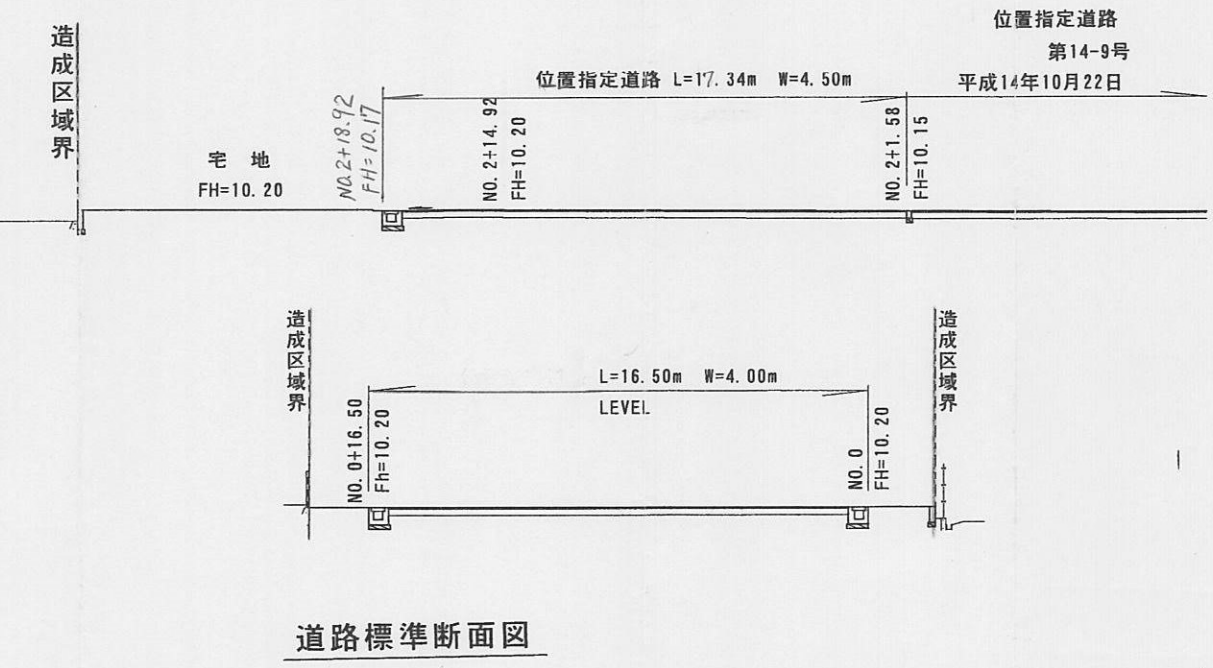 位置指定道路
第14-9号
平成14年10月22日
造成区域界
位置指定道路 L=17.34m W=4.50m
宅 地
FH=10.20
NO.2+18.92
FH=10.17
NO.2+14.92
FH=10.20
NO.2+1.58
FH=10.15
造成区域界
L=16.50m W=4.00m
LEVEL
NO.0+16.50
Fh=10.20
NO.0
FH=10.20
造成区域界
道路標準断面図